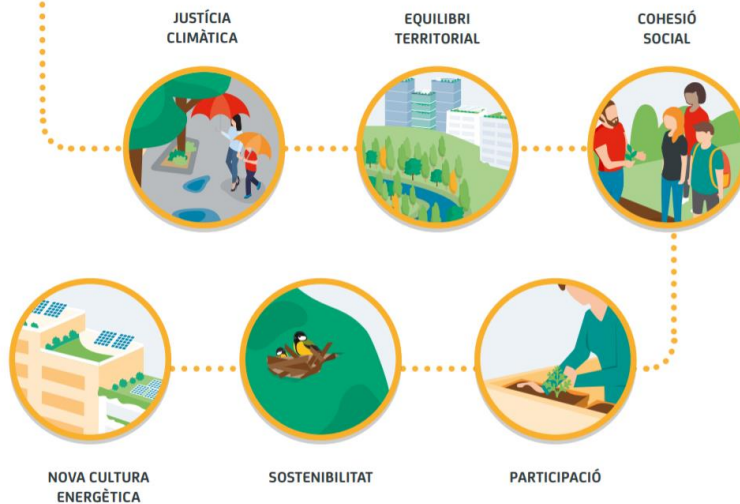 JUSTÍCIA
CLIMÀTICA
EQUILIBRI
TERRITORIAL
COHESIÓ
SOCIAL
NOVA CULTURA
ENERGÈTICA
SOSTENIBILITAT
PARTICIPACIÓ